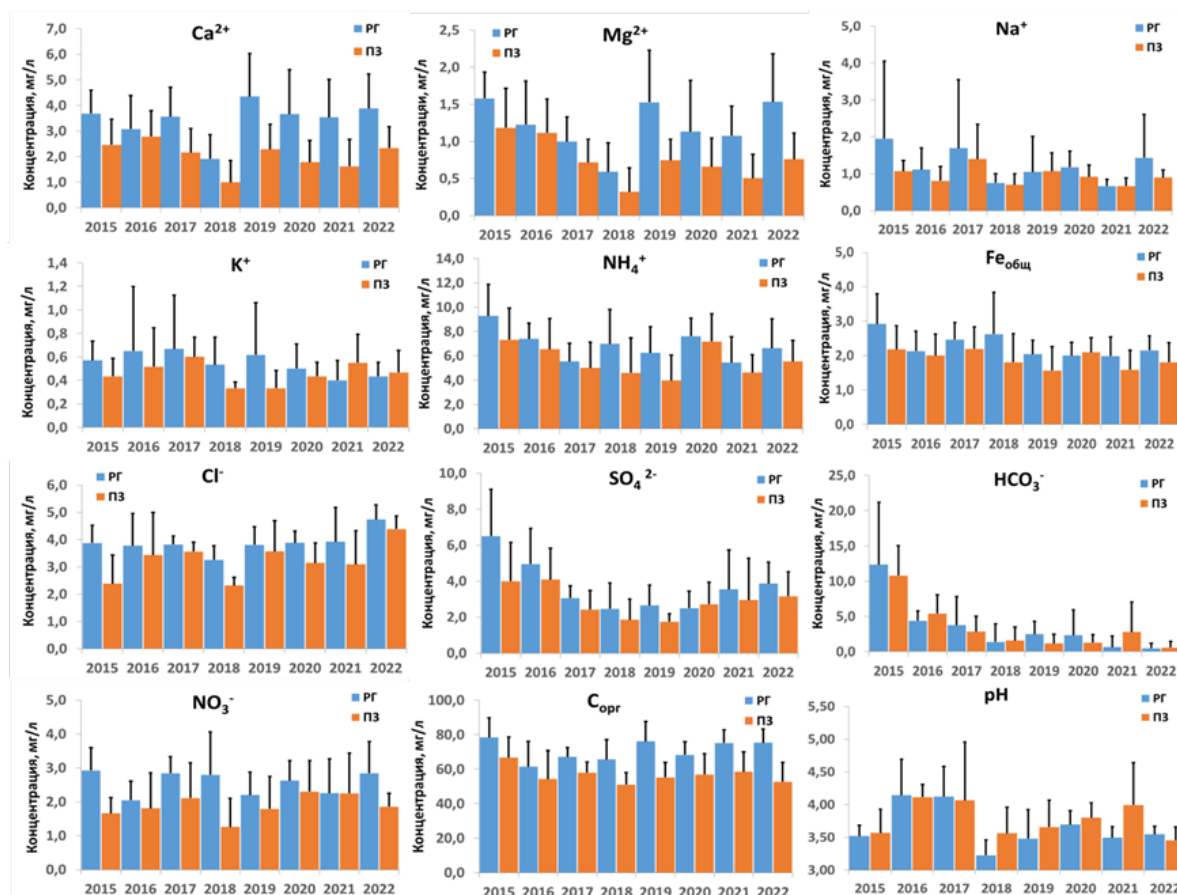 Ca²⁺
РГ
ПЗ
Концентрация, мг/л
7,0
6,0
5,0
4,0
3,0
2,0
1,0
0,0
2015 2016 2017 2018 2019 2020 2021 2022
Mg²⁺
РГ
ПЗ
Концентрацяи, мг/л
2,5
2,0
1,5
1,0
0,5
0,0
2015 2016 2017 2018 2019 2020 2021 2022
Na⁺
РГ
ПЗ
Концентрация, мг/л
5,0
4,0
3,0
2,0
1,0
0,0
2015 2016 2017 2018 2019 2020 2021 2022
K⁺
РГ
ПЗ
Концентрация, мг/л
1,4
1,2
1,0
0,8
0,6
0,4
0,2
0,0
2015 2016 2017 2018 2019 2020 2021 2022
NH₄⁺
РГ
ПЗ
Концентрация, мг/л
14,0
12,0
10,0
8,0
6,0
4,0
2,0
0,0
2015 2016 2017 2018 2019 2020 2021 2022
Feобщ
РГ
ПЗ
Концентрация, мг/л
5,0
4,0
3,0
2,0
1,0
0,0
2015 2016 2017 2018 2019 2020 2021 2022
Cl⁻
РГ
ПЗ
Концентрация, мг/л
6,0
5,0
4,0
3,0
2,0
1,0
0,0
2015 2016 2017 2018 2019 2020 2021 2022
SO₄ ²⁻
РГ
ПЗ
Концентрация, мг/л
10,0
8,0
6,0
4,0
2,0
0,0
2015 2016 2017 2018 2019 2020 2021 2022
HCO₃⁻
РГ
ПЗ
Концентрация, мг/л
25,0
20,0
15,0
10,0
5,0
0,0
2015 2016 2017 2018 2019 2020 2021 2022
NO₃⁻
РГ
ПЗ
Концентрация, мг/л
5,0
4,0
3,0
2,0
1,0
0,0
2015 2016 2017 2018 2019 2020 2021 2022
Cорг
РГ
ПЗ
Концентрация, мг/л
100,0
80,0
60,0
40,0
20,0
0,0
2015 2016 2017 2018 2019 2020 2021 2022
pH
РГ
ПЗ
Концентрация, мг/л
5,50
5,00
4,50
4,00
3,50
3,00
2015 2016 2017 2018 2019 2020 2021 2022